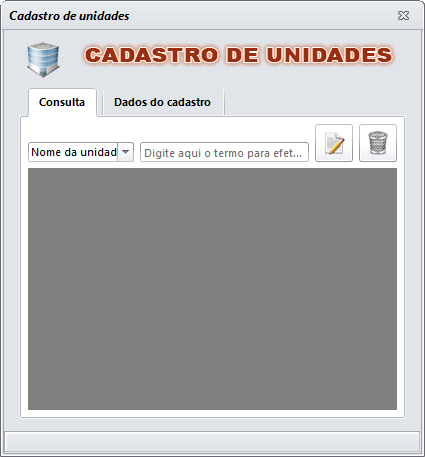 Cadastro de unidades
CADASTRO DE UNIDADES
Consulta Dados do cadastro
Nome da unidad Digite aqui o termo para efet...